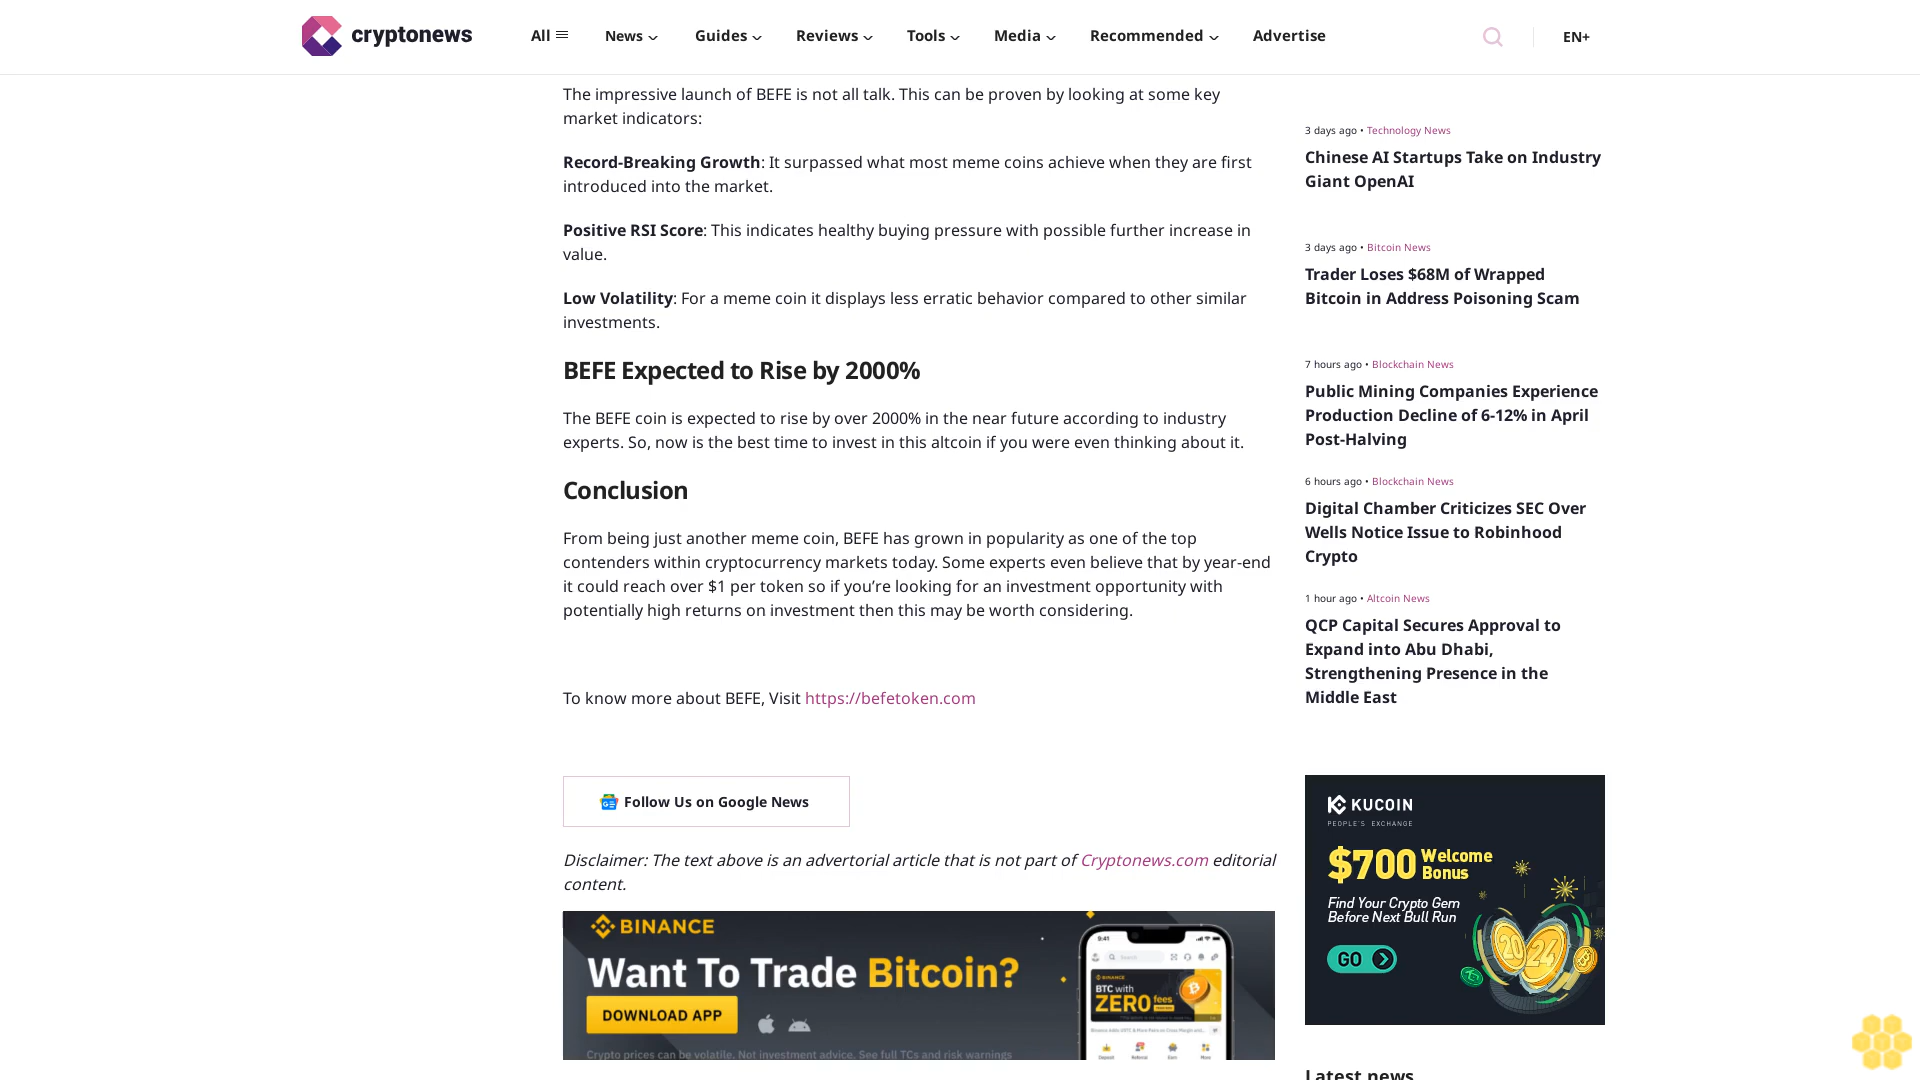 cryptonews
All
News
Guides
Reviews
Tools
Media
Recommended
Advertise
EN+
The impressive launch of BEFE is not all talk. This can be proven by looking at some key
market indicators:
Record-Breaking Growth: It surpassed what most meme coins achieve when they are first
introduced into the market.
Positive RSI Score: This indicates healthy buying pressure with possible further increase in
value.
Low Volatility: For a meme coin it displays less erratic behavior compared to other similar
investments.
BEFE Expected to Rise by 2000%
The BEFE coin is expected to rise by over 2000% in the near future according to industry
experts. So, now is the best time to invest in this altcoin if you were even thinking about it.
Conclusion
From being just another meme coin, BEFE has grown in popularity as one of the top
contenders within cryptocurrency markets today. Some experts even believe that by year-end
it could reach over $1 per token so if you’re looking for an investment opportunity with
potentially high returns on investment then this may be worth considering.
To know more about BEFE, Visit https://befetoken.com
Follow Us on Google News
Disclaimer: The text above is an advertorial article that is not part of Cryptonews.com editorial
content.
BINANCE
Want To Trade Bitcoin?
DOWNLOAD APP
Crypto prices can be volatile. Not investment advice. See full TCs and risk warnings
9:41
Search
BINANCE
BTC with
ZERO fees
Deposit
Referral
Earn
More
3 days ago • Technology News
Chinese AI Startups Take on Industry
Giant OpenAI
3 days ago • Bitcoin News
Trader Loses $68M of Wrapped
Bitcoin in Address Poisoning Scam
7 hours ago • Blockchain News
Public Mining Companies Experience
Production Decline of 6-12% in April
Post-Halving
6 hours ago • Blockchain News
Digital Chamber Criticizes SEC Over
Wells Notice Issue to Robinhood
Crypto
1 hour ago • Altcoin News
QCP Capital Secures Approval to
Expand into Abu Dhabi,
Strengthening Presence in the
Middle East
KUCOIN
PEOPLE'S EXCHANGE
$700 Welcome
Bonus
Find Your Crypto Gem
Before Next Bull Run
GO
2024
Latest news